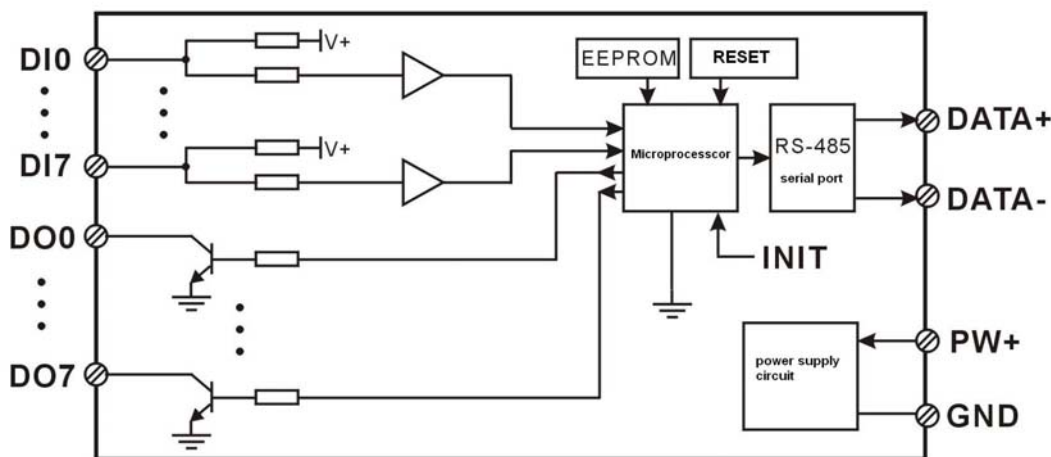 DI0
V+
EEPROM
RESET
DATA+
Microprocesscor
RS-485
serial port
DI7
V+
DATA-
DO0
INIT
PW+
power supply
circuit
DO7
GND